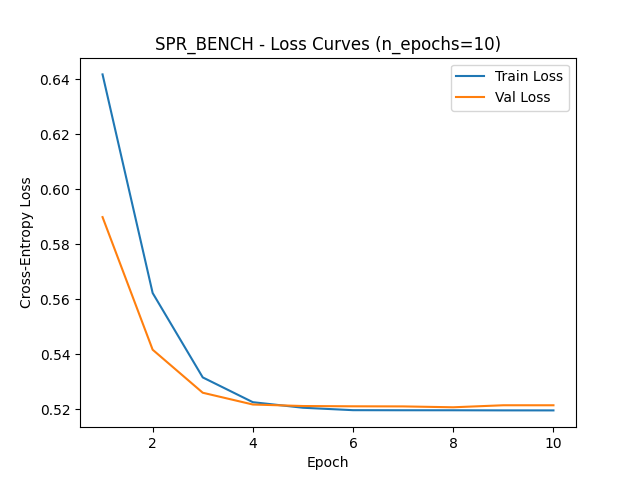 SPR_BENCH - Loss Curves (n_epochs=10)
Train Loss
Val Loss
Cross-Entropy Loss
0.64
0.62
0.60
0.58
0.56
0.54
0.52
2
4
6
8
10
Epoch